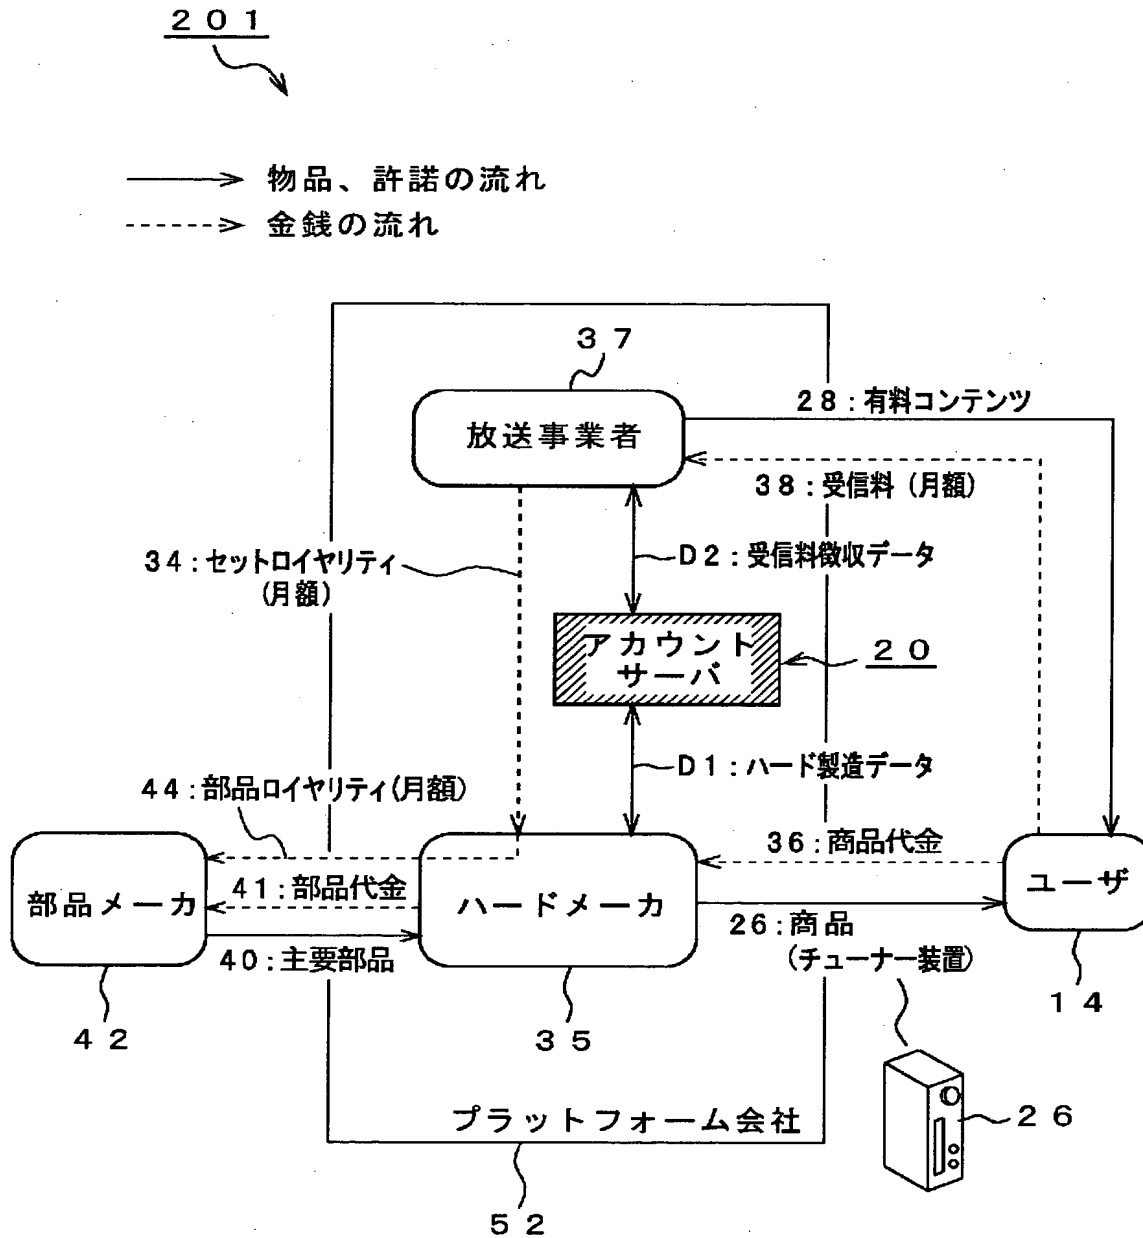 201
物品、許諾の流れ
金銭の流れ
37
放送事業者
28:有料コンテンツ
38:受信料(月額)
34:セットロイヤリティ
(月額)
D2:受信料徴収データ
アカウント
サーバ
20
D1:ハード製造データ
44:部品ロイヤリティ(月額)
36:商品代金
41:部品代金
部品メーカ
ハードメーカ
ユーザ
26:商品
(チューナー装置)
40:主要部品
42
35
14
26
プラットフォーム会社
52